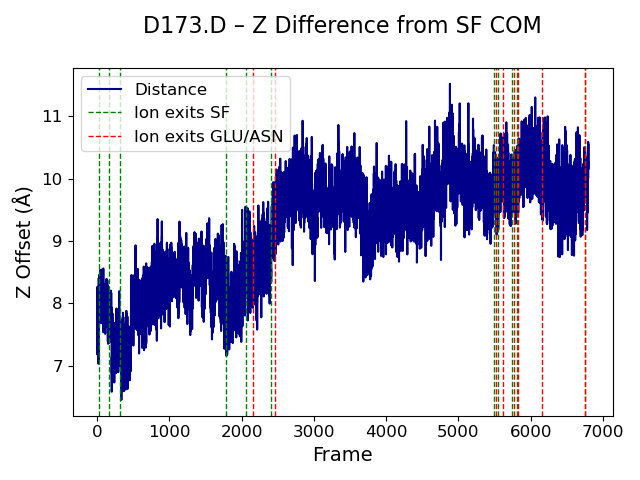 D173.D – Z Difference from SF COM
Distance
Ion exits SF
Ion exits GLU/ASN
Z Offset (Å)
11
10
9
8
7
0 1000 2000 3000 4000 5000 6000 7000
Frame